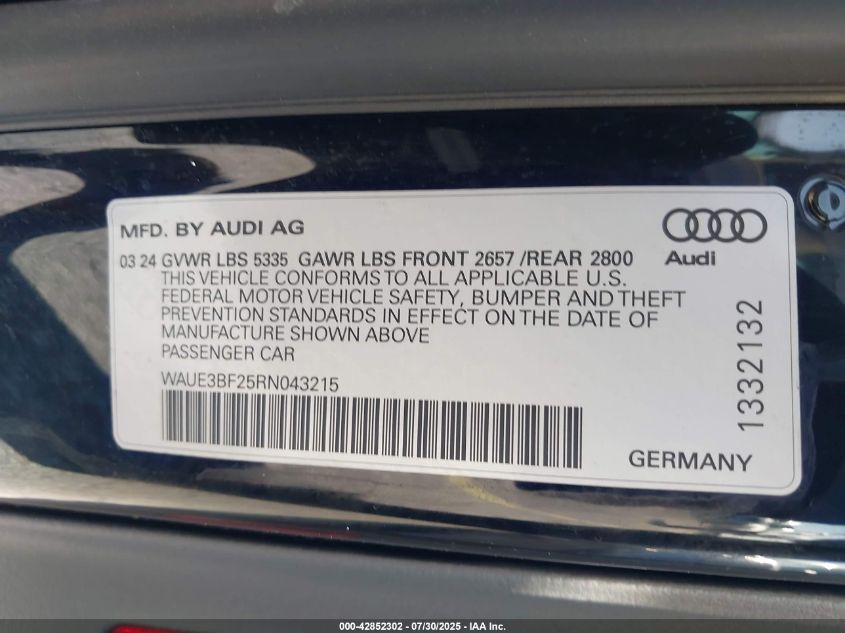 MFD. BY AUDI AG
Audi
03 24 GVWR LBS 5335 GAWR LBS FRONT 2657 /REAR 2800
THIS VEHICLE CONFORMS TO ALL APPLICABLE U.S.
FEDERAL MOTOR VEHICLE SAFETY, BUMPER AND THEFT
PREVENTION STANDARDS IN EFFECT ON THE DATE OF
MANUFACTURE SHOWN ABOVE
PASSENGER CAR
WAUE3BF25RN043215
1332132
GERMANY
000-42852302 / 07/30/2025 - IAA Inc.